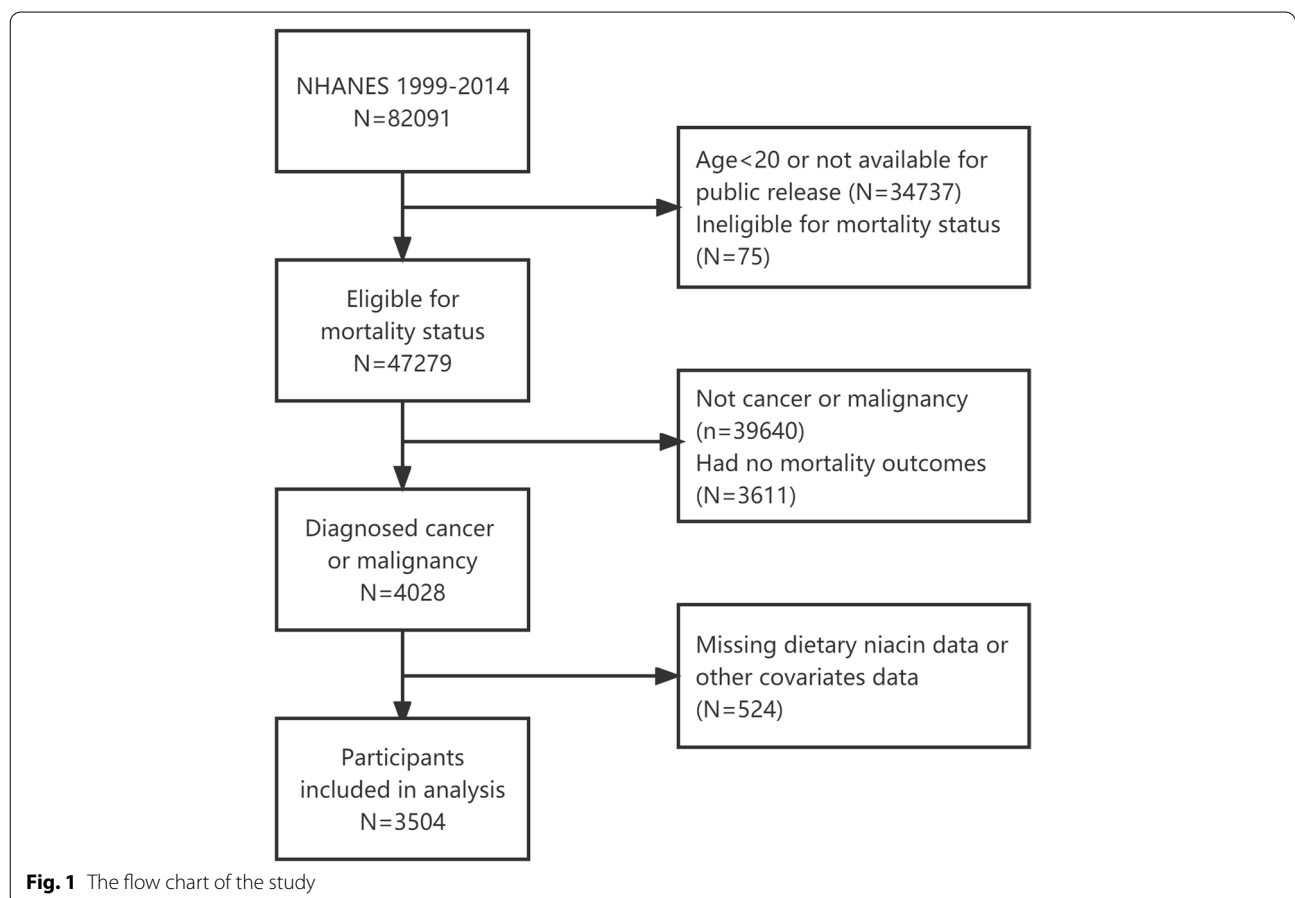 NHANES 1999-2014
N=82091
Age<20 or not available for
public release (N=34737)
Ineligible for mortality status
(N=75)
Eligible for
mortality status
N=47279
Not cancer or malignancy
(n=39640)
Had no mortality outcomes
(N=3611)
Diagnosed cancer
or malignancy
N=4028
Missing dietary niacin data or
other covariates data
(N=524)
Participants
included in analysis
N=3504
Fig. 1 The flow chart of the study